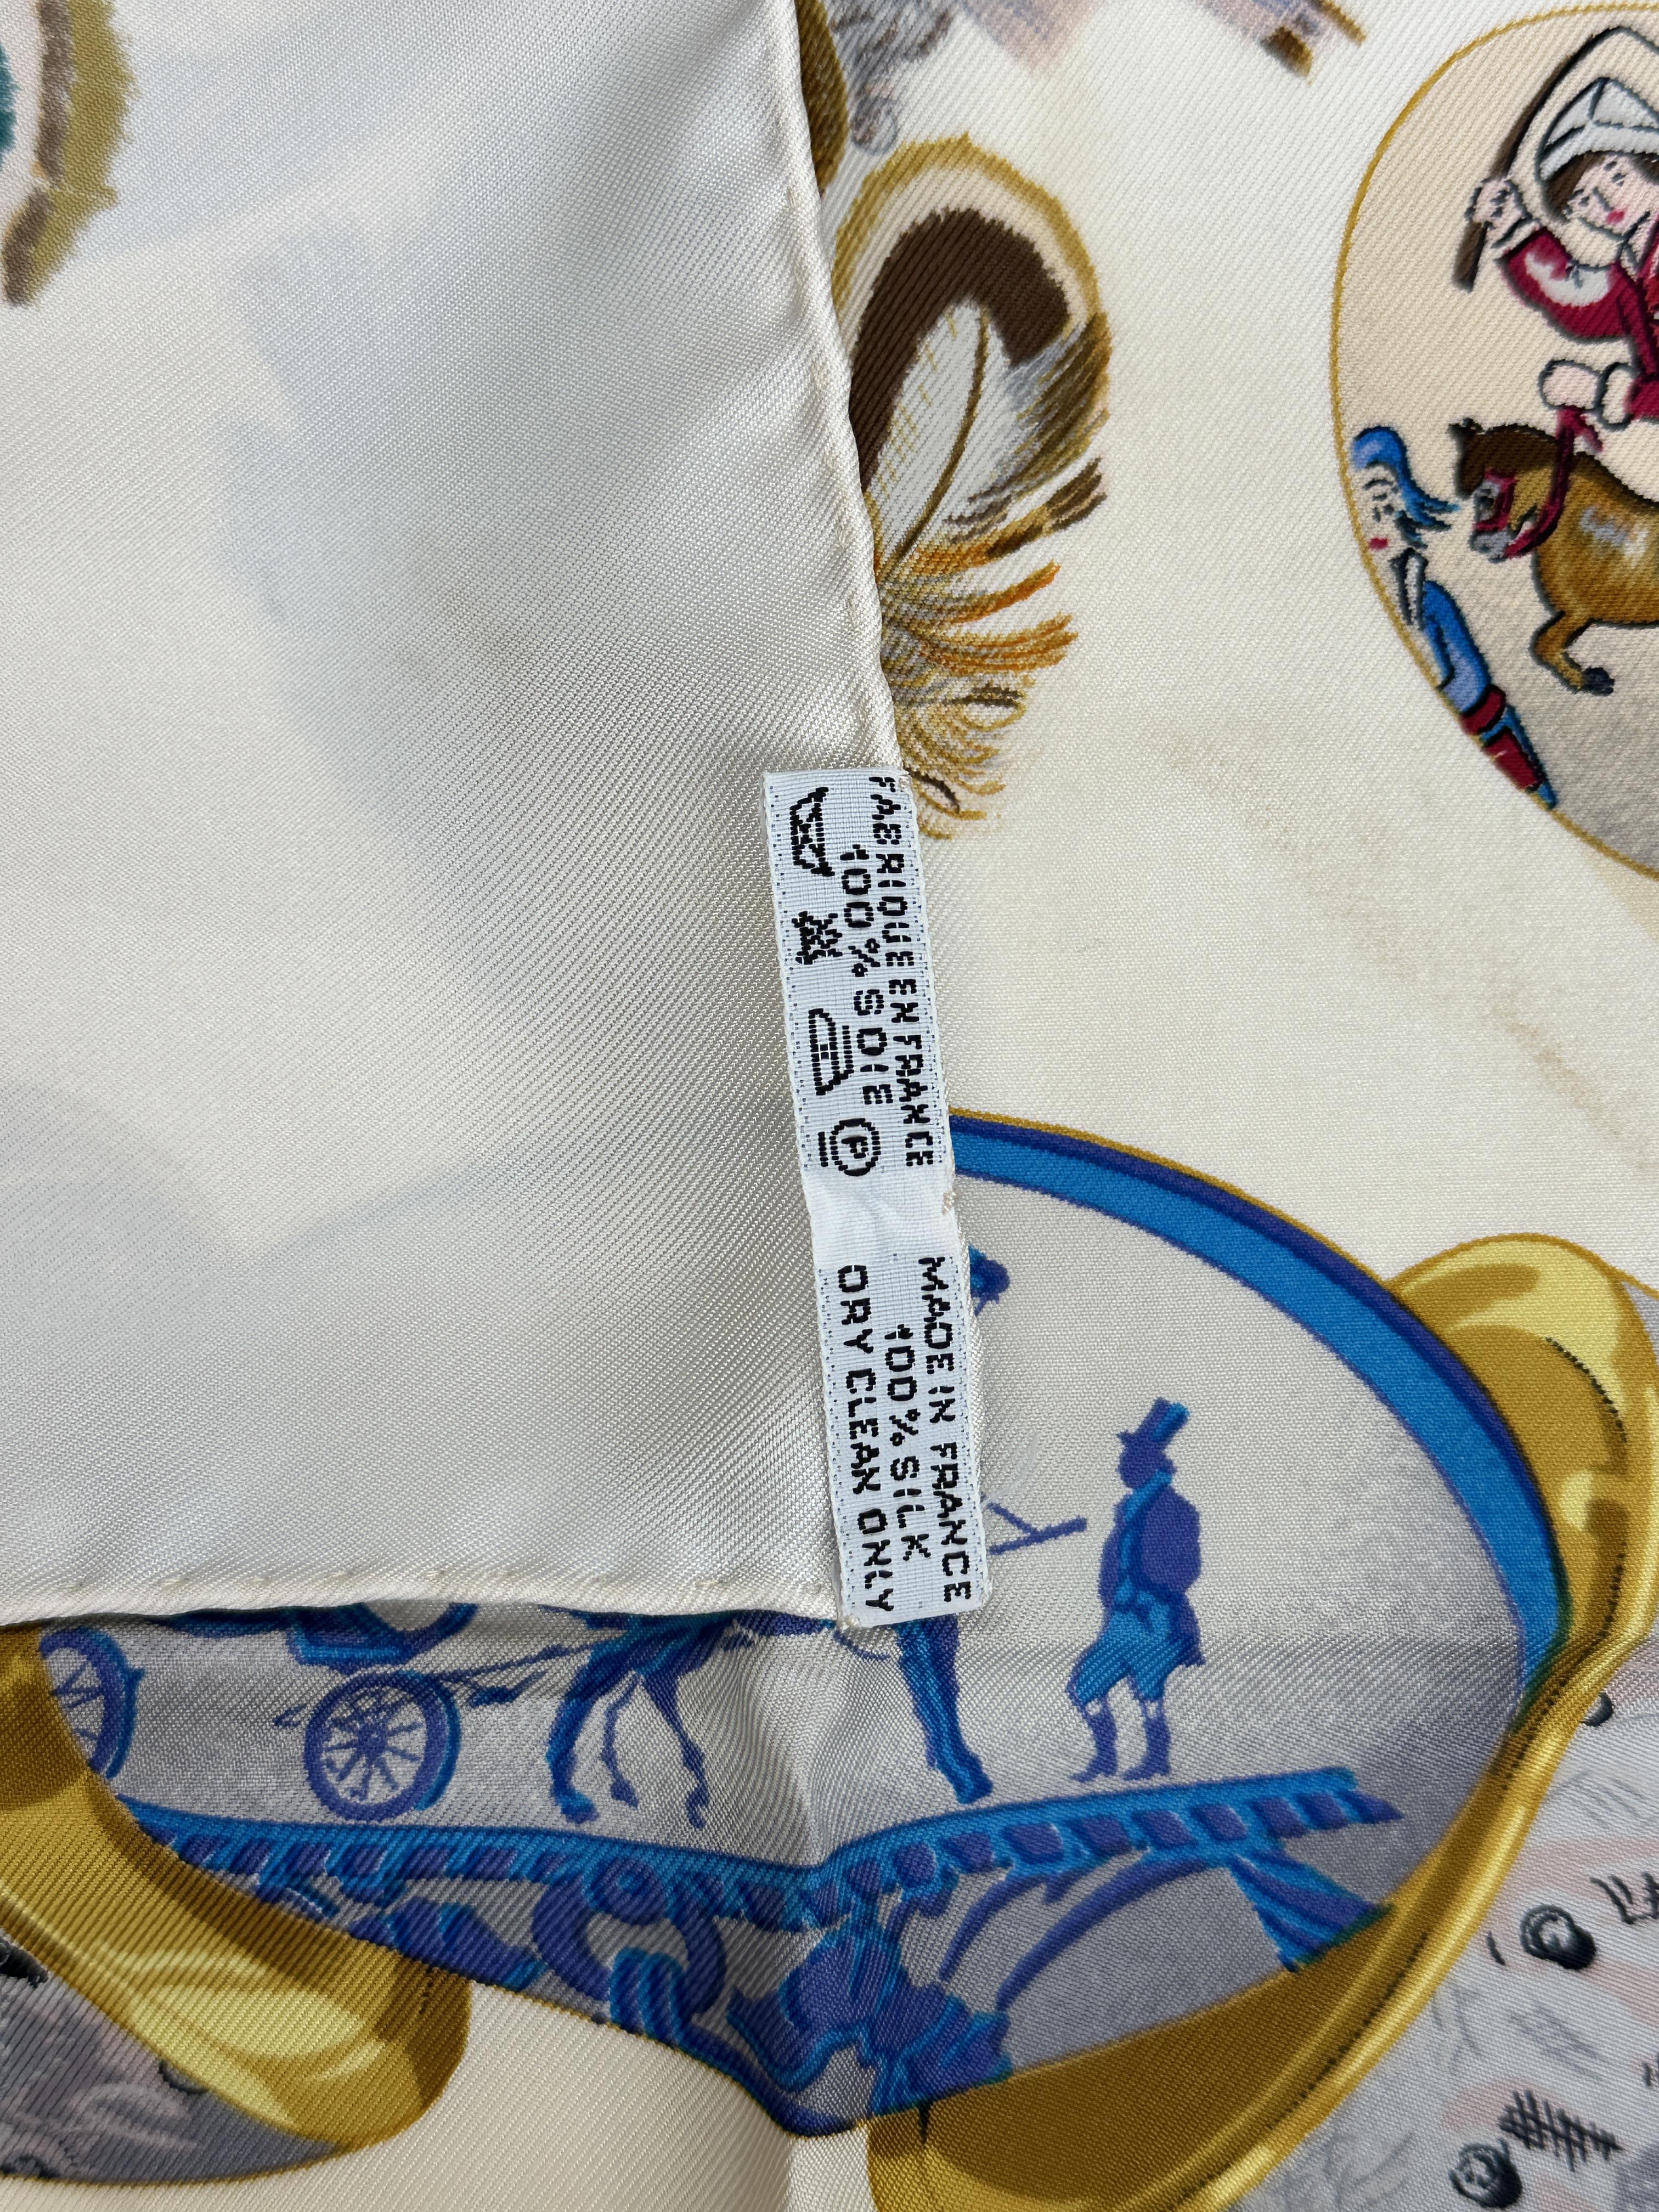 FABRIQUE EN FRANCE
100% SOIE
P
MADE IN FRANCE
100% SILK
DRY CLEAN ONLY